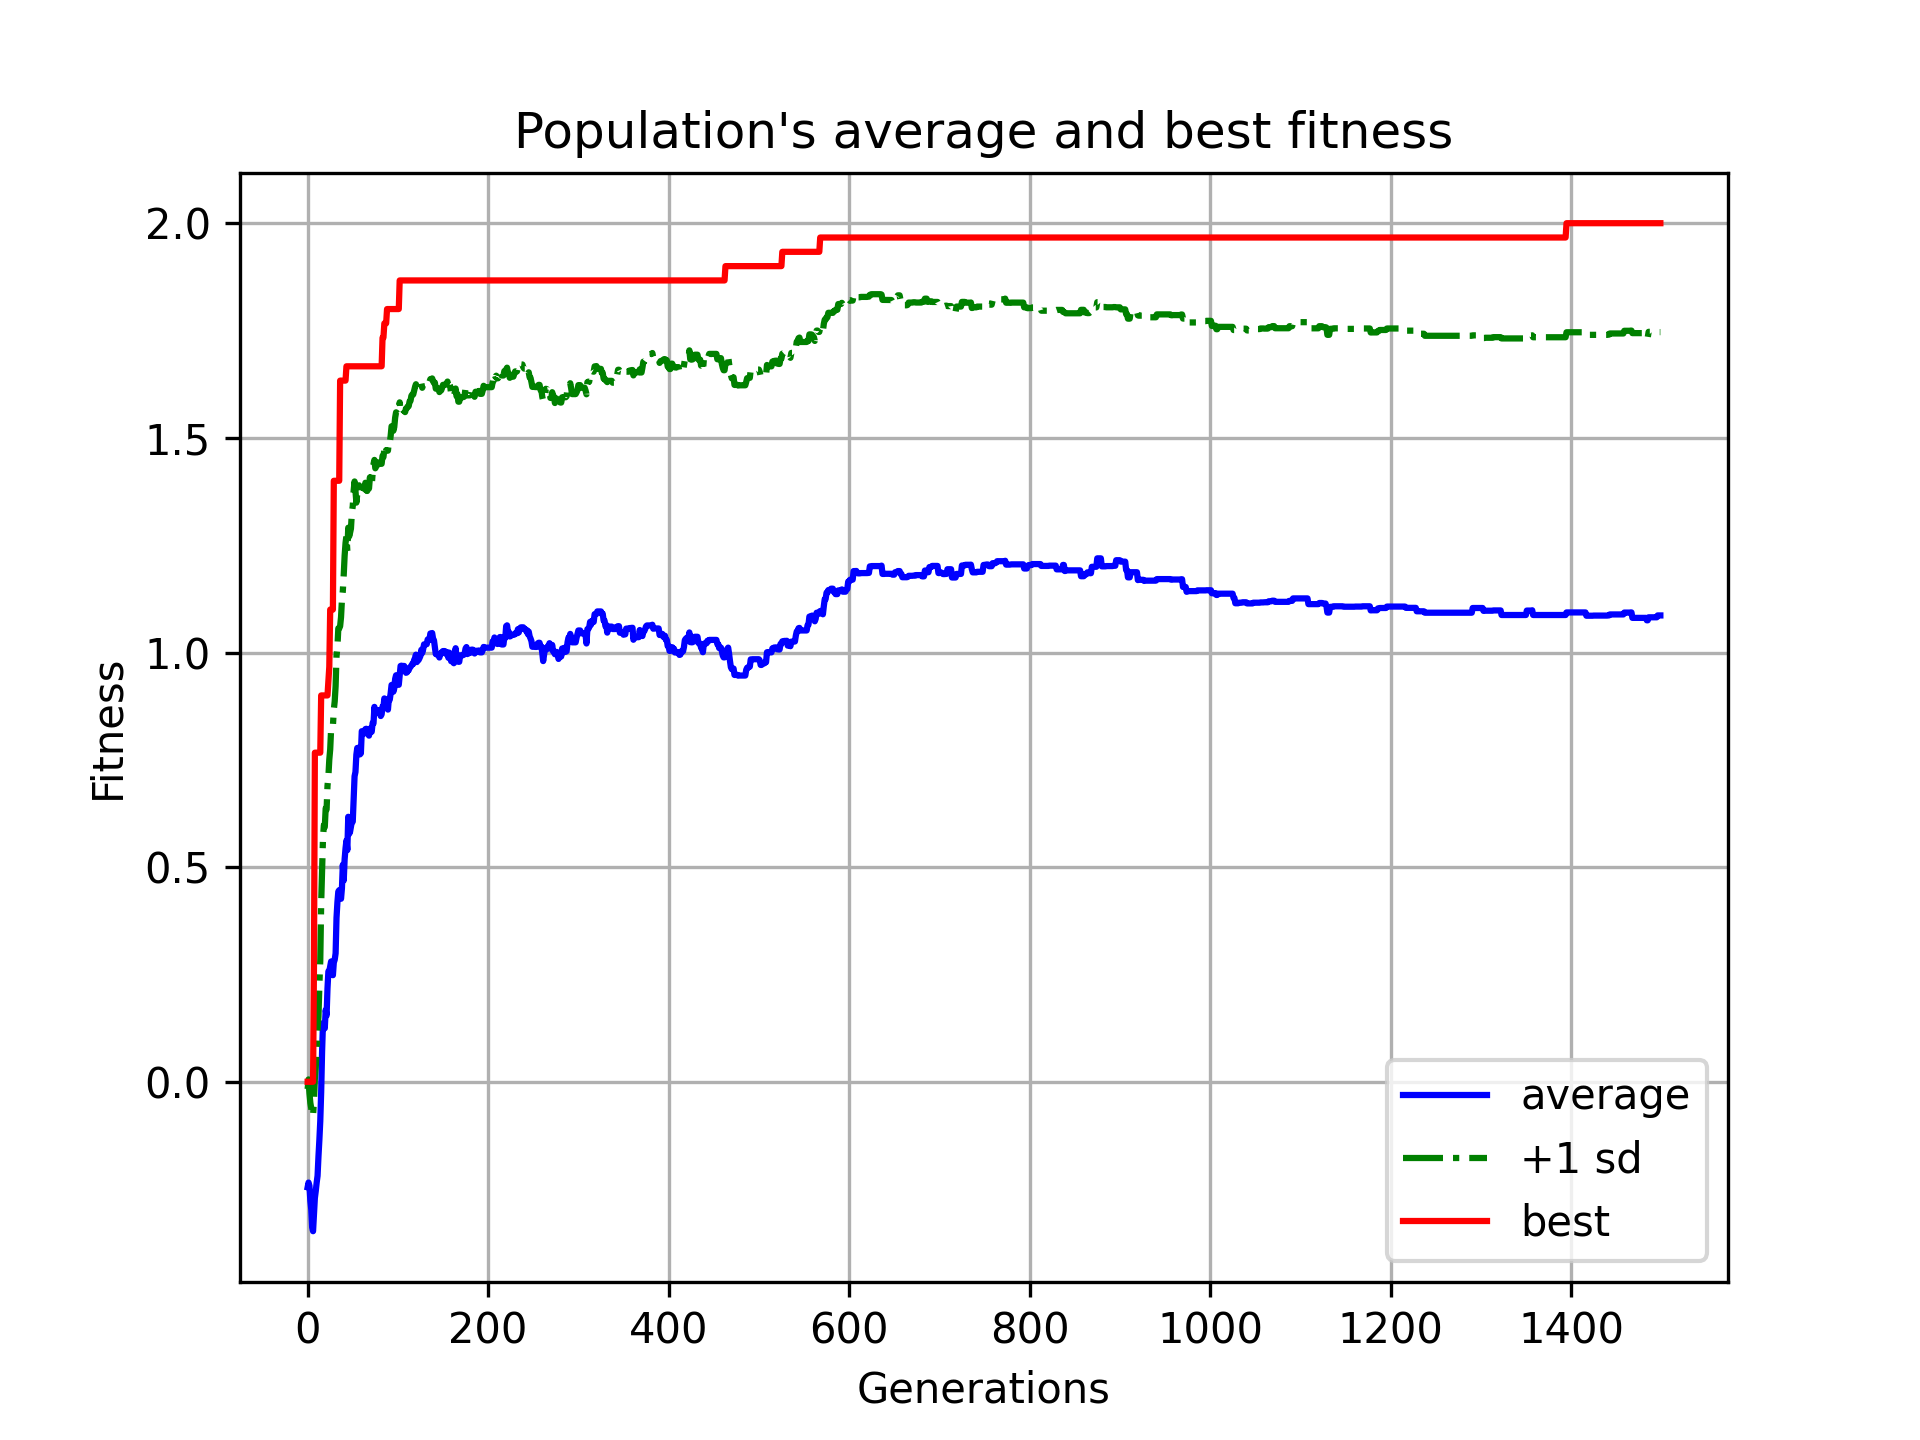 Population's average and best fitness
2.0
1.5
1.0
0.5
0.0
Fitness
average
+1 sd
best
0 200 400 600 800 1000 1200 1400
Generations